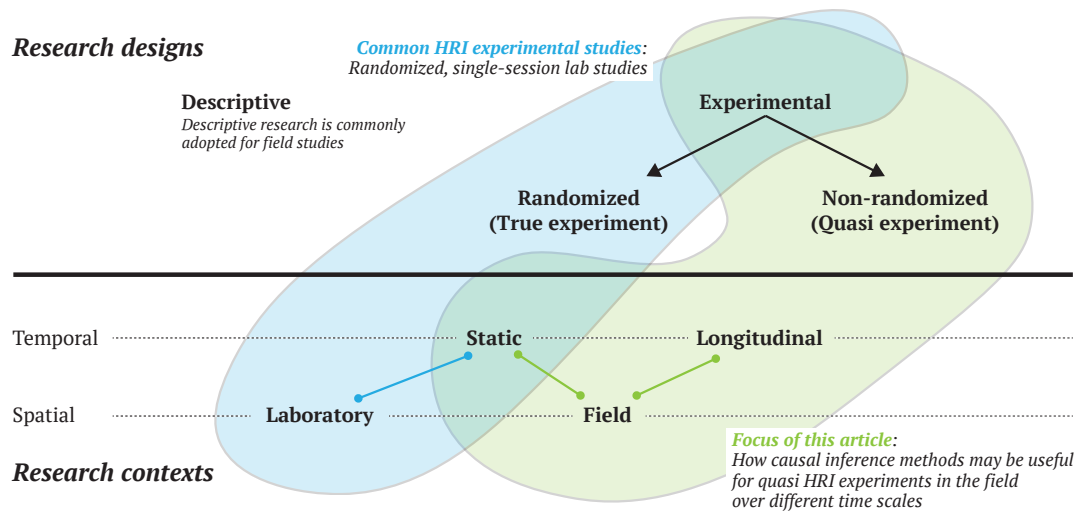 Research designs
Common HRI experimental studies:
Randomized, single-session lab studies
Descriptive
Descriptive research is commonly
adopted for field studies
Experimental
Randomized
(True experiment)
Non-randomized
(Quasi experiment)
Temporal
Static
Longitudinal
Spatial
Laboratory
Field
Research contexts
Focus of this article:
How causal inference methods may be useful
for quasi HRI experiments in the field
over different time scales